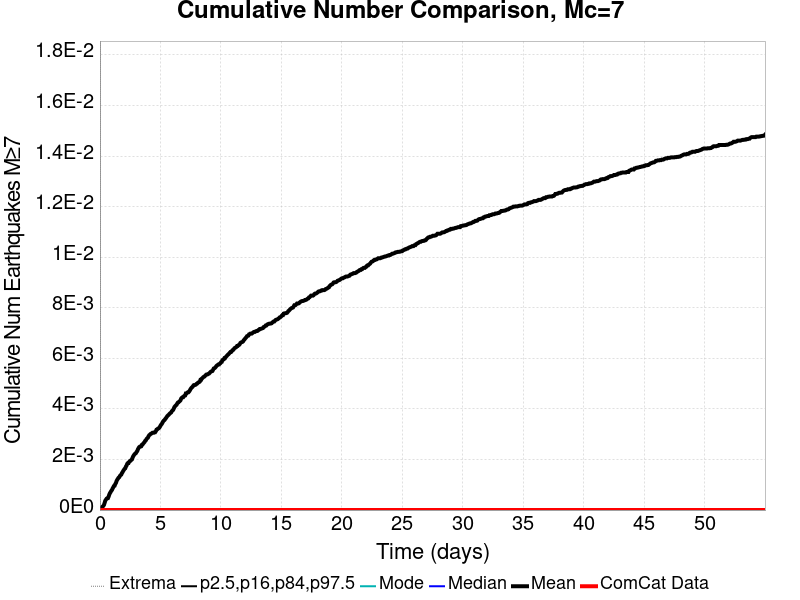 Cumulative Number Comparison, Mc=7
1.8E-2
1.6E-2
1.4E-2
1.2E-2
1E-2
8E-3
6E-3
4E-3
2E-3
0E0
Cumulative Num Earthquakes M≥7
0 5 10 15 20 25 30 35 40 45 50
Time (days)
Extrema p2.5,p16,p84,p97.5 Mode Median Mean ComCat Data